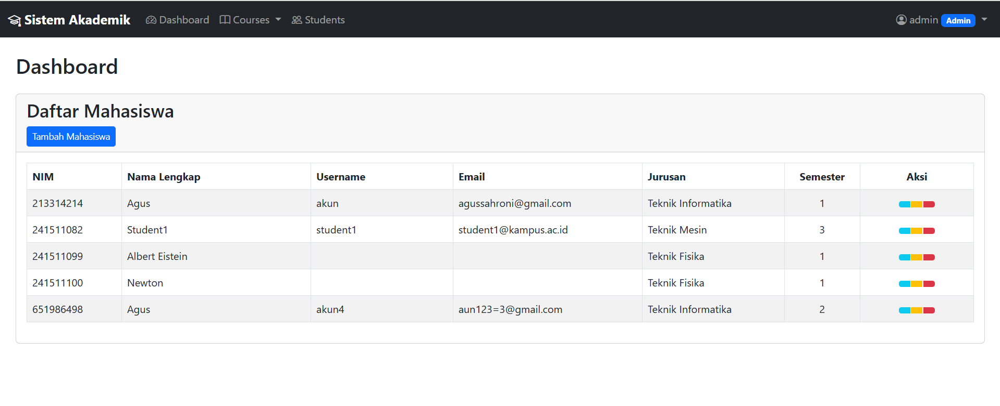 Sistem Akademik Dashboard Courses Students admin Admin
Dashboard
Daftar Mahasiswa
Tambah Mahasiswa
NIM Nama Lengkap Username Email Jurusan Semester Aksi
213314214 Agus akun agussahroni@gmail.com Teknik Informatika 1
241511082 Student1 student1 student1@kampus.ac.id Teknik Mesin 3
241511099 Albert Eistein Teknik Fisika 1
241511100 Newton Teknik Fisika 1
651986498 Agus akun4 aun123=3@gmail.com Teknik Informatika 2